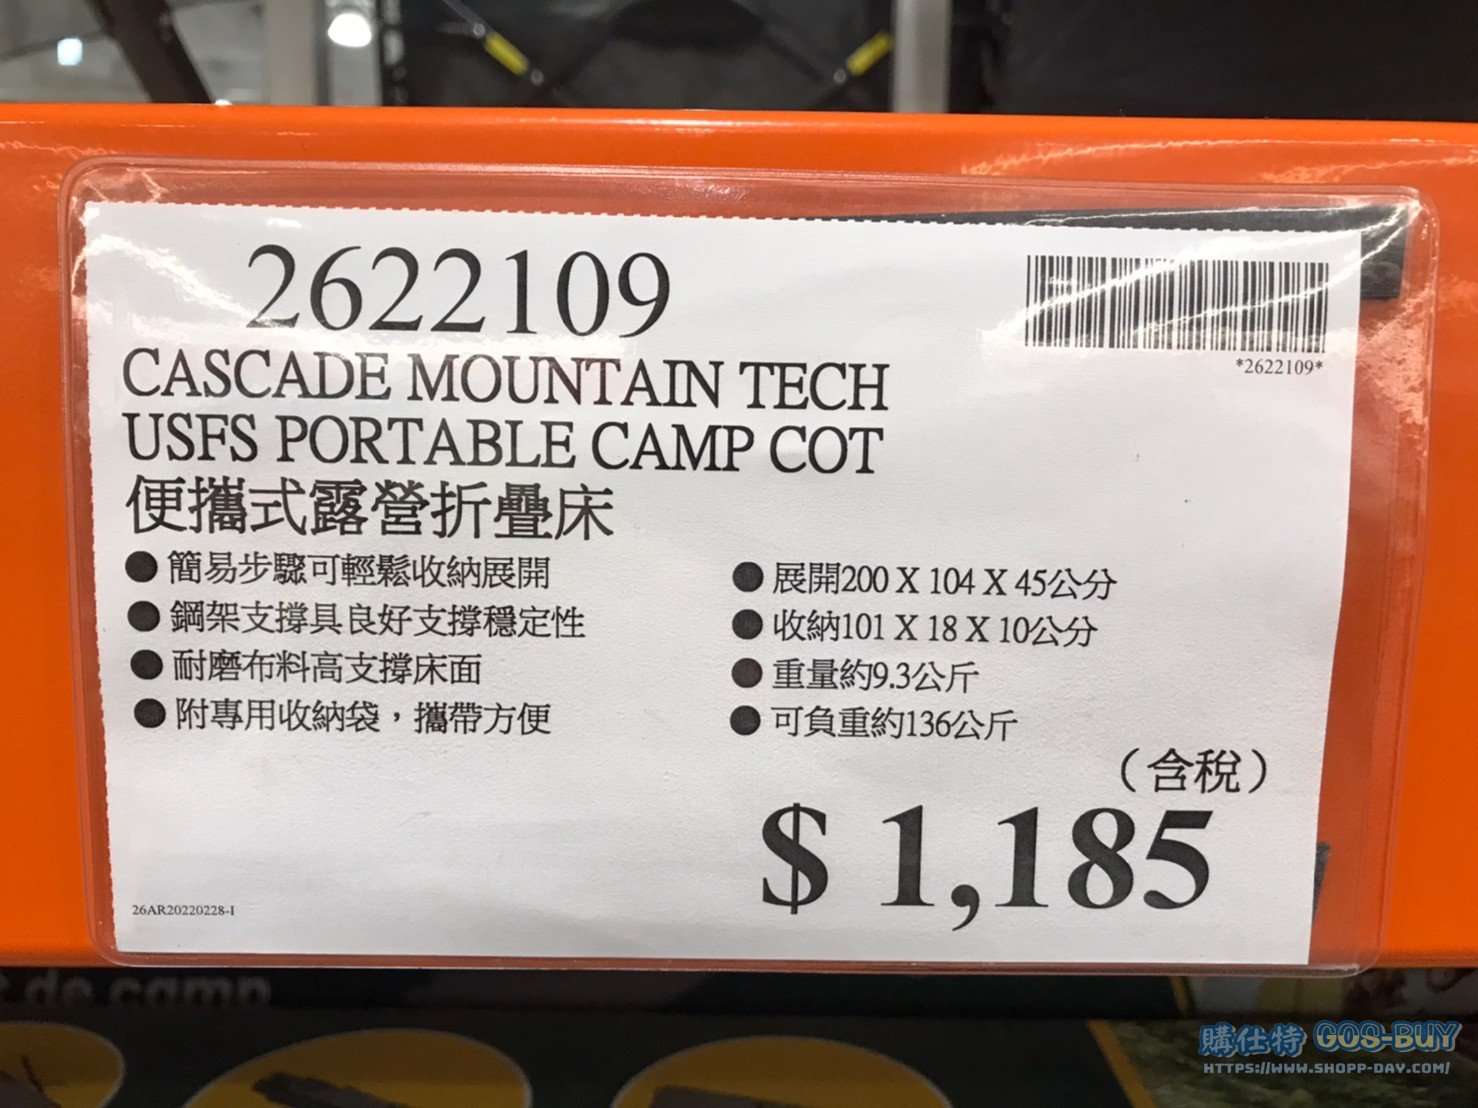 2622109
*2622109*
CASCADE MOUNTAIN TECH
USFS PORTABLE CAMP COT
便攜式露營折疊床
● 簡易步驟可輕鬆收納展開
● 鋼架支撐具良好支撐穩定性
● 耐磨布料高支撐床面
● 附專用收納袋，攜帶方便
● 展開200 X 104 X 45公分
● 收納101 X 18 X 10公分
● 重量約9.3公斤
● 可負重約136公斤
（含稅）
$ 1,185
26AR20220228-1
de camp
購仕特 GOS-BUY
HTTPS://WWW.SHOPP-DAY.COM/